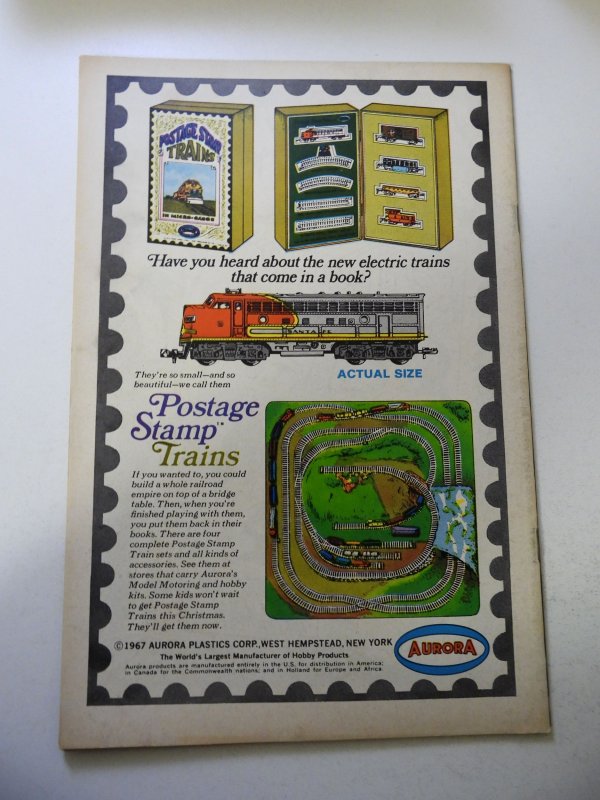 POSTAGE STAMP
TRAINS
IN MICRO-GAUGE
Have you heard about the new electric trains
that come in a book?
SANTA FE
They're so small—and so
beautiful—we call them
ACTUAL SIZE
Postage
Stamp™
Trains
If you wanted to, you could
build a whole railroad
empire on top of a bridge
table. Then, when you're
finished playing with them,
you put them back in their
books. There are four
complete Postage Stamp
Train sets and all kinds of
accessories. See them at
stores that carry Aurora's
Model Motoring and hobby
kits. Some kids won't wait
to get Postage Stamp
Trains this Christmas.
They'll get them now.
©1967 AURORA PLASTICS CORP., WEST HEMPSTEAD, NEW YORK
The World's Largest Manufacturer of Hobby Products
Aurora products are manufactured entirely in the U.S. for distribution in America;
in Canada for the Commonwealth nations; and in Holland for Europe and Africa.
AURORA